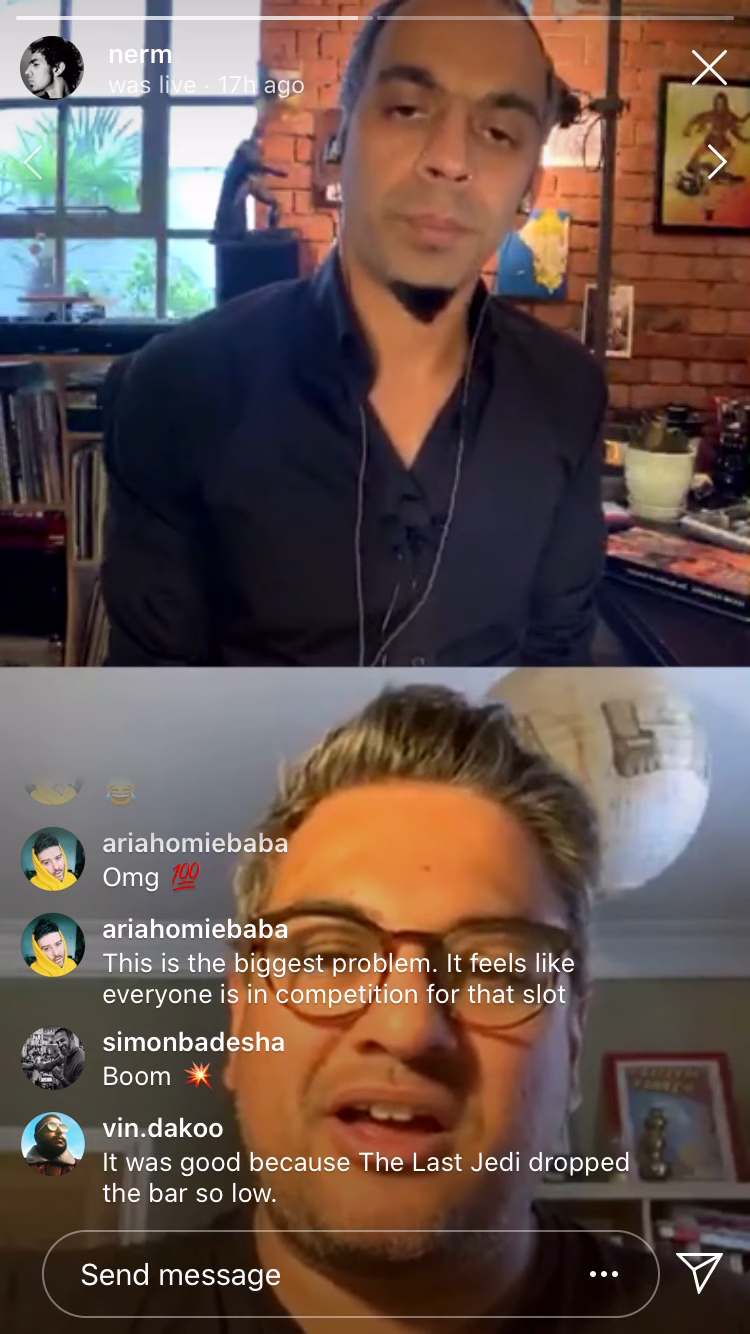 nerm
was live · 17h ago
😂
ariahomiebaba
Omg 💯
ariahomiebaba
This is the biggest problem. It feels like
everyone is in competition for that slot
simonbadesha
Boom 💥
vin.dakoo
It was good because The Last Jedi dropped
the bar so low.
Send message